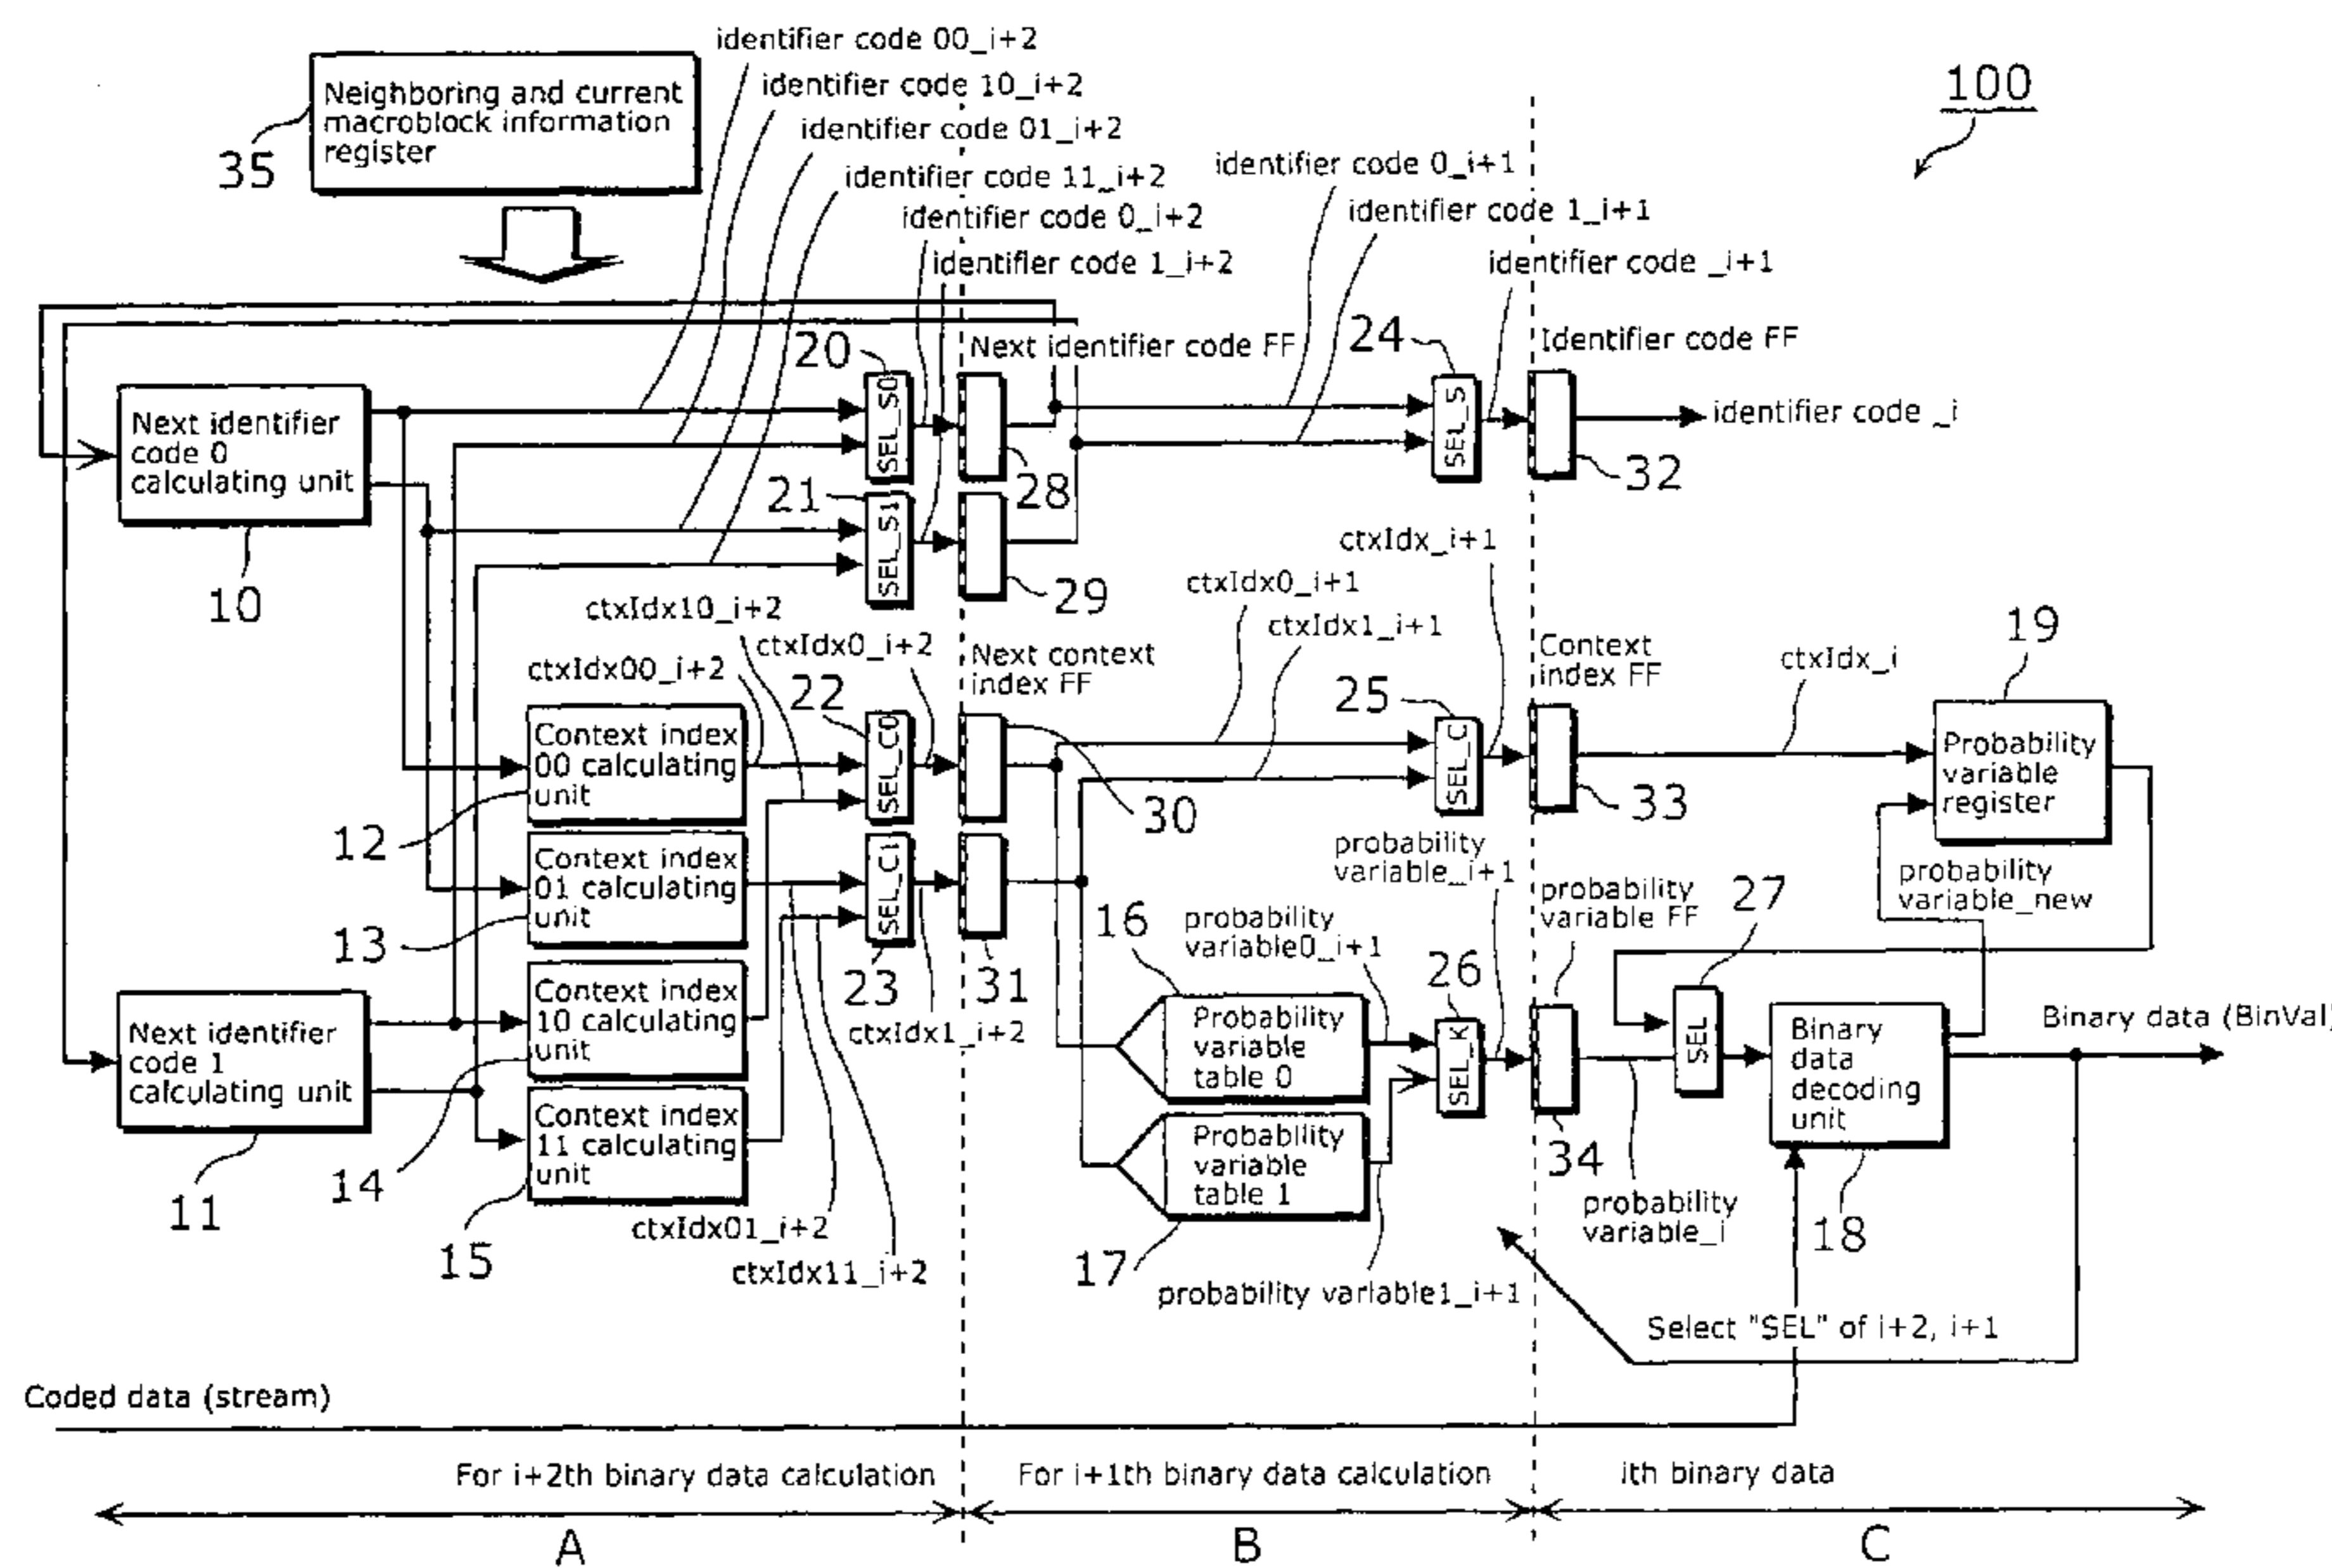 identifier code 00_i+2
100
Neighboring and current
macroblock information
register
35
identifier code 10_i+2
identifier code 01_i+2
identifier code 11_i+2
identifier code 0_i+2
identifier code 1_i+2
identifier code 0_i+1
identifier code 1_i+1
identifier code _i+1
20
Next identifier code FF
24
Identifier code FF
Next identifier
code 0
calculating unit
10
SEL_S0
28
SEL_S
32
identifier code _i
21
SEL_S1
29
ctxIdx10_i+2
ctxIdx0_i+2
ctxIdx00_i+2
Next context
index FF
ctxIdx0_i+1
ctxIdx1_i+1
ctxIdx_i+1
Context
index FF
ctxIdx_i
19
22
25
Context index
00 calculating
unit
12
SEL_C0
30
SEL_C
33
Probability
variable
register
Context index
01 calculating
unit
13
SEL_C1
23
31
probability
variable_i+1
probability
variable FF
27
probability
variable_new
16
probability
variable0_i+1
26
Next identifier
code 1
calculating unit
11
Context index
10 calculating
unit
14
ctxIdx1_i+2
Probability
variable
table 0
SEL_K
SEL
Binary
data
decoding
unit
Binary data (BinVal)
Context index
11 calculating
unit
15
Probability
variable
table 1
17
34
probability
variable_i
18
ctxIdx01_i+2
ctxIdx11_i+2
probability variable1_i+1
Select "SEL" of i+2, i+1
Coded data (stream)
For i+2th binary data calculation
For i+1th binary data calculation
ith binary data
A
B
C